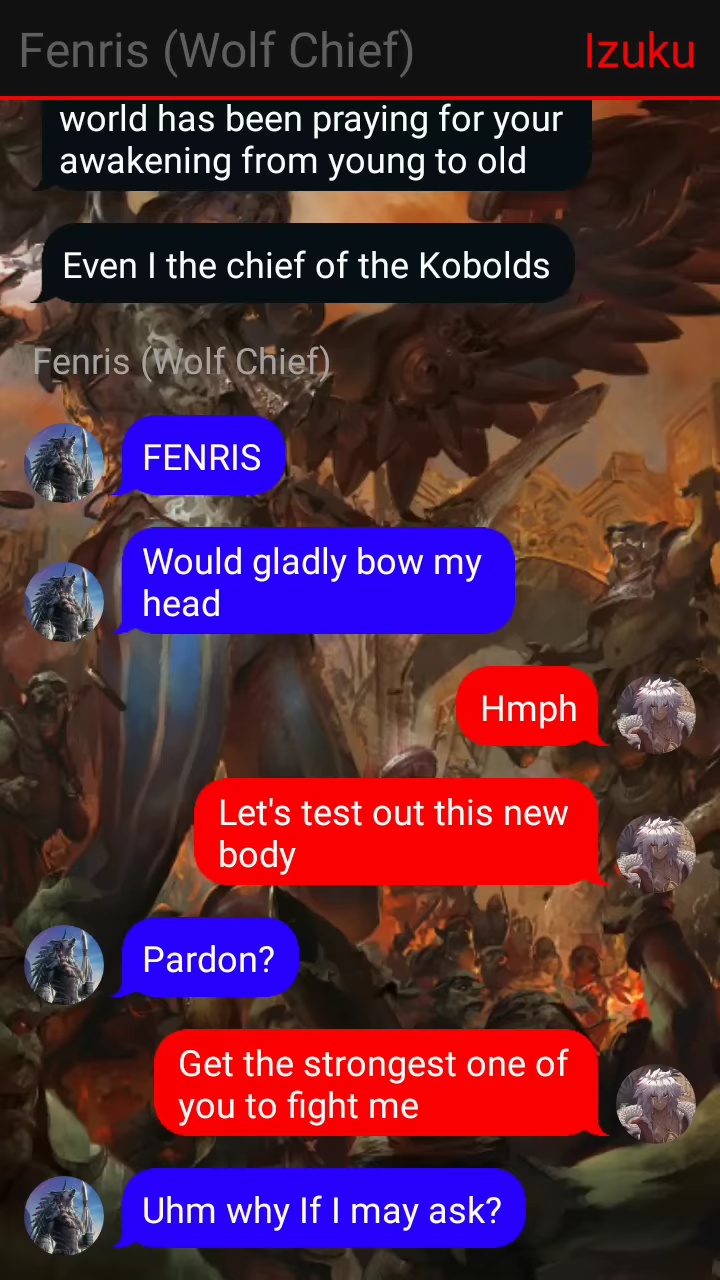 Fenris (Wolf Chief)
Izuku
world has been praying for your
awakening from young to old
Even I the chief of the Kobolds
Fenris (Wolf Chief)
FENRIS
Would gladly bow my
head
Hmph
Let's test out this new
body
Pardon?
Get the strongest one of
you to fight me
Uhm why If I may ask?